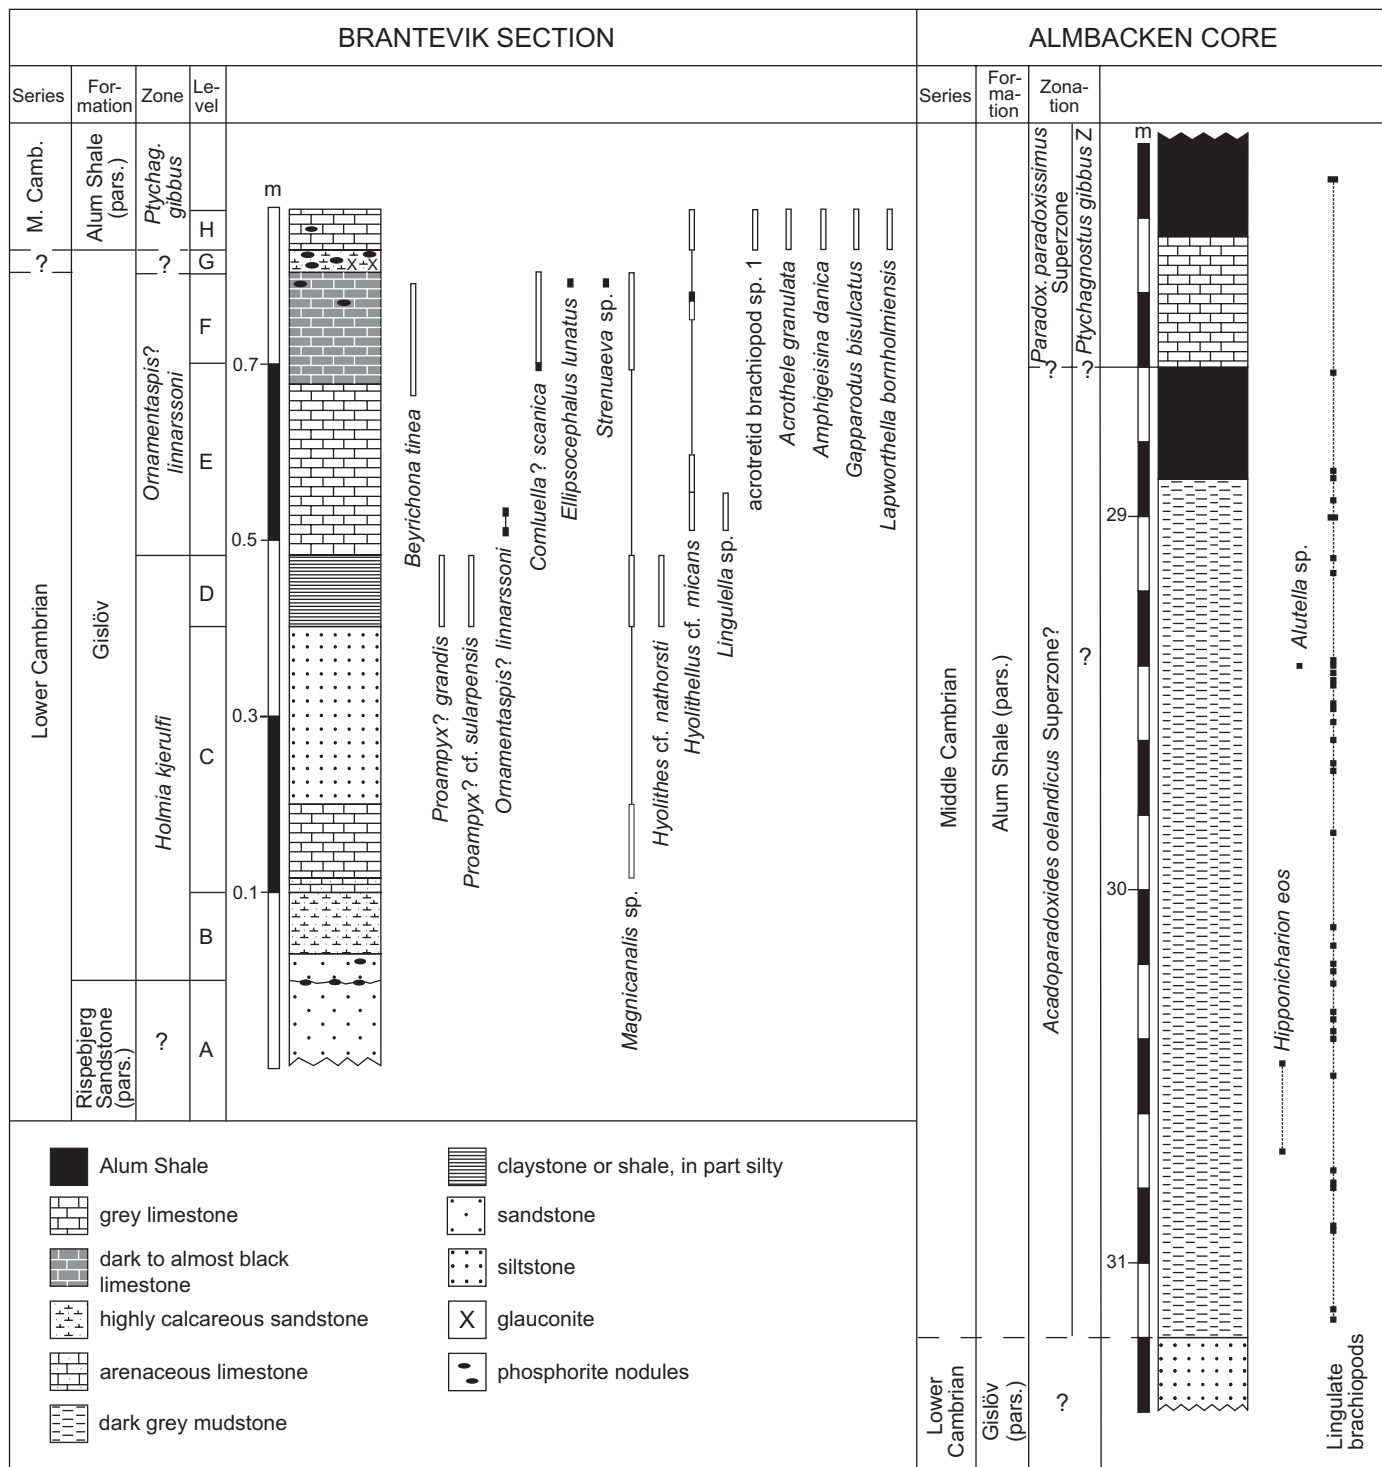 BRANTEVIK SECTION
ALMBACKEN CORE
Series
For-
mation
Zone
Le-
vel
Series
For-
ma-
tion
Zona-
tion
M. Camb.
Alum Shale
(pars.)
Ptychag.
gibbus
H
?
?
G
Lower Cambrian
Gislöv
Ornamentaspis?
linnarssoni
F
E
Holmia kjerulfi
D
C
B
Rispebjerg
Sandstone
(pars.)
?
A
m
0.7
0.5
0.3
0.1
X X
Beyrichona tinea
Proampyx? grandis
Proampyx? cf. sularpensis
Ornamentaspis? linnarssoni
Comluella? scanica
Ellipsocephalus lunatus
Strenuaeva sp.
Magnicanalis sp.
Hyolithes cf. nathorsti
Hyolithellus cf. micans
Lingulella sp.
acrotretid brachiopod sp. 1
Acrothele granulata
Amphigeisina danica
Gapparodus bisulcatus
Lapworthella bornholmiensis
Middle Cambrian
Alum Shale (pars.)
Paradox. paradoxissimus
Superzone
Ptychagnostus gibbus Z
?
?
Acadoparadoxides oelandicus Superzone?
?
Lower
Cambrian
Gislöv
(pars.)
?
m
29
30
31
Hipponicharion eos
Alutella sp.
Lingulate
brachiopods
Alum Shale
grey limestone
dark to almost black
limestone
highly calcareous sandstone
arenaceous limestone
dark grey mudstone
claystone or shale, in part silty
sandstone
siltstone
X
glauconite
phosphorite nodules